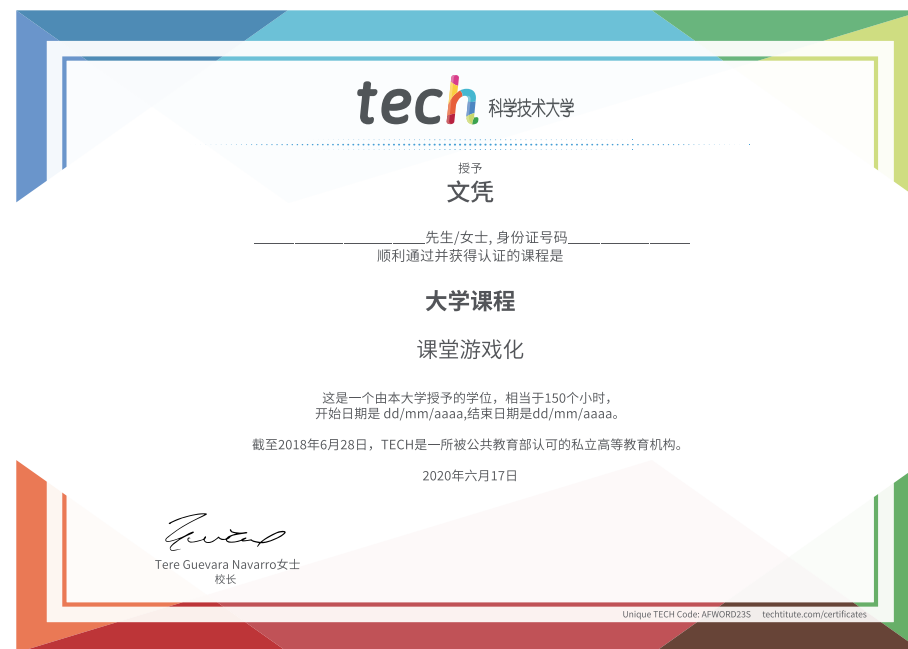 tech 科学技术大学
授予
文凭
先生/女士, 身份证号码
顺利通过并获得认证的课程是
大学课程
课堂游戏化
这是一个由本大学授予的学位，相当于150个小时，
开始日期是 dd/mm/aaaa,结束日期是dd/mm/aaaa。
截至2018年6月28日，TECH是一所被公共教育部认可的私立高等教育机构。
2020年六月17日
Tere Guevara Navarro女士
校长
Unique TECH Code: AFWORD23S techtitute.com/certificates